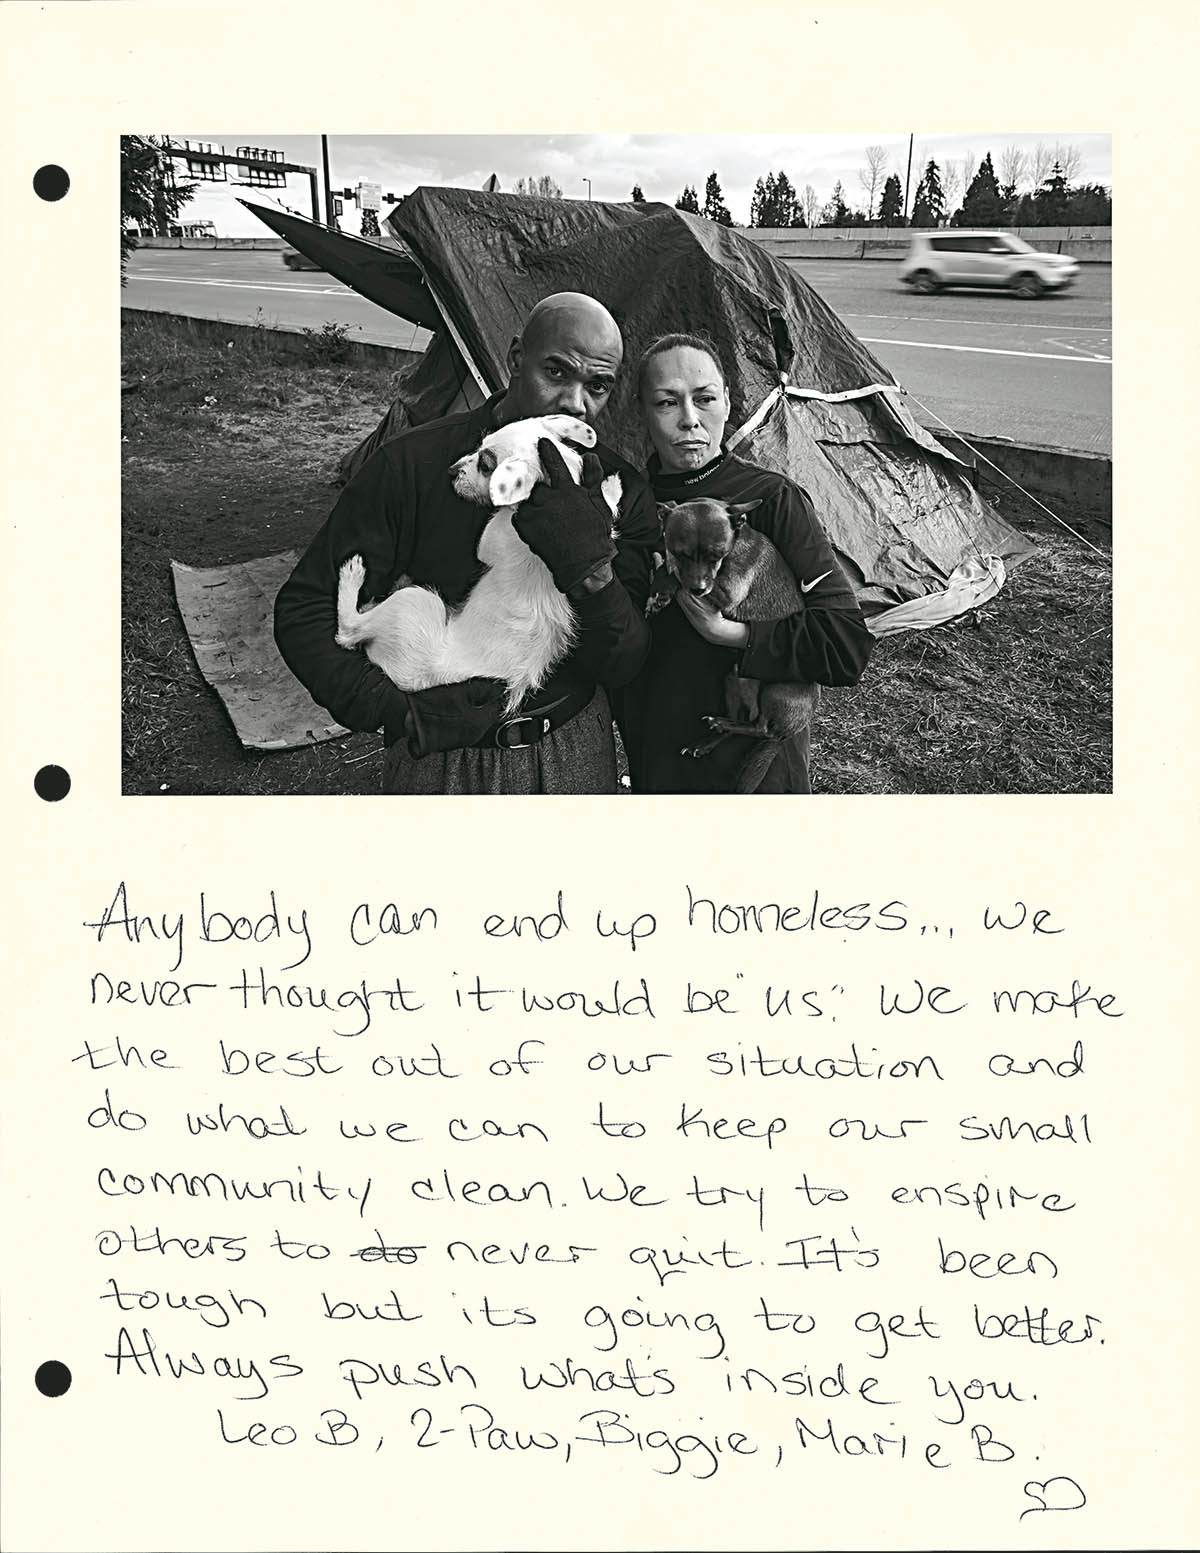 new balance
Anybody can end up homeless... we
never thought it would be "us." We make
the best out of our situation and
do what we can to keep our small
community clean. We try to enspire
others to do never quit. It's been
tough but its going to get better.
Always push what's inside you.
Leo B, 2-Paw, Biggie, Marie B.